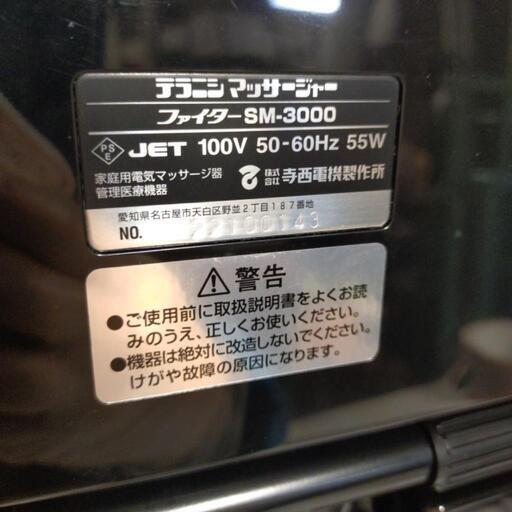 テラニシ マッサージャー
ファイターSM-3000
PS
E
JET 100V 50-60Hz 55W
家庭用電気マッサージ器
管理医療機器
株式
会社 寺西電機製作所
愛知県名古屋市天白区野並2丁目187番地
NO.
警告
●ご使用前に取扱説明書をよくお読
みのうえ、正しくお使いください。
●機器は絶対に改造しないでください。
けがや故障の原因になります。